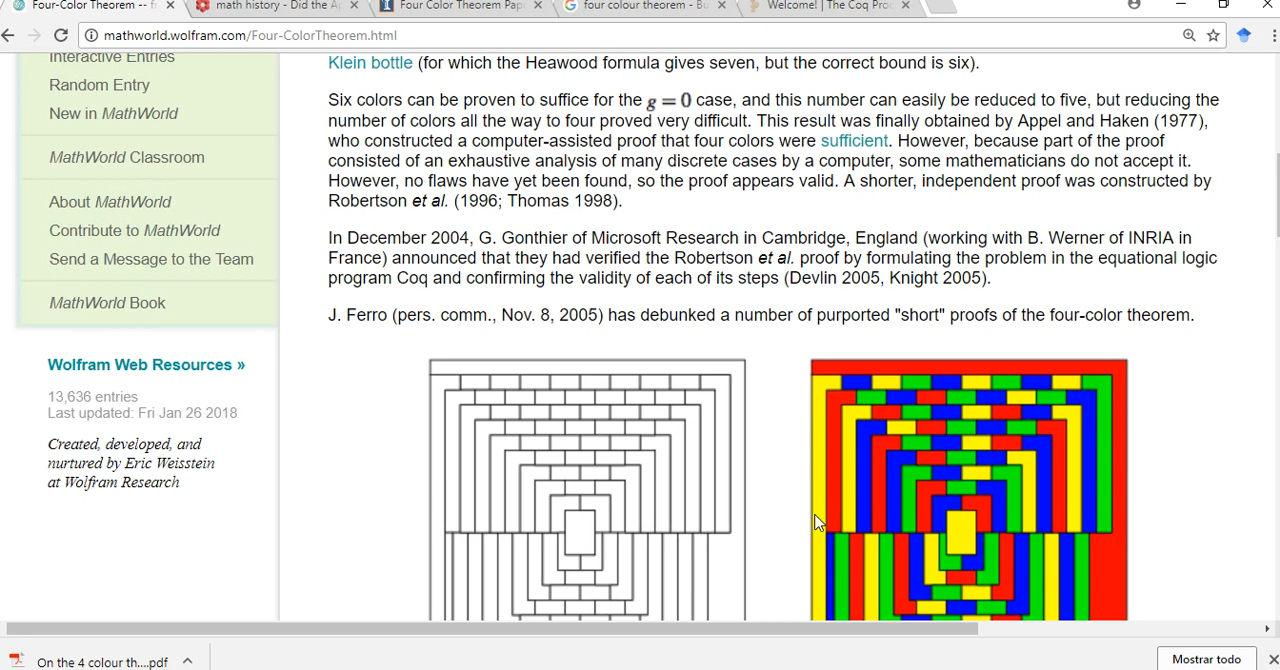 Four-Color Theorem -- fr
math history - Did the Ap
Four Color Theorem Pap
four colour theorem - Bu
Welcome! | The Coq Proo
mathworld.wolfram.com/Four-ColorTheorem.html
Interactive Entries
Random Entry
New in MathWorld
MathWorld Classroom
About MathWorld
Contribute to MathWorld
Send a Message to the Team
MathWorld Book
Wolfram Web Resources »
13,636 entries
Last updated: Fri Jan 26 2018
Created, developed, and
nurtured by Eric Weisstein
at Wolfram Research
Klein bottle (for which the Heawood formula gives seven, but the correct bound is six).
Six colors can be proven to suffice for the g = 0 case, and this number can easily be reduced to five, but reducing the
number of colors all the way to four proved very difficult. This result was finally obtained by Appel and Haken (1977),
who constructed a computer-assisted proof that four colors were sufficient. However, because part of the proof
consisted of an exhaustive analysis of many discrete cases by a computer, some mathematicians do not accept it.
However, no flaws have yet been found, so the proof appears valid. A shorter, independent proof was constructed by
Robertson et al. (1996; Thomas 1998).
In December 2004, G. Gonthier of Microsoft Research in Cambridge, England (working with B. Werner of INRIA in
France) announced that they had verified the Robertson et al. proof by formulating the problem in the equational logic
program Coq and confirming the validity of each of its steps (Devlin 2005, Knight 2005).
J. Ferro (pers. comm., Nov. 8, 2005) has debunked a number of purported "short" proofs of the four-color theorem.
On the 4 colour th....pdf
Mostrar todo